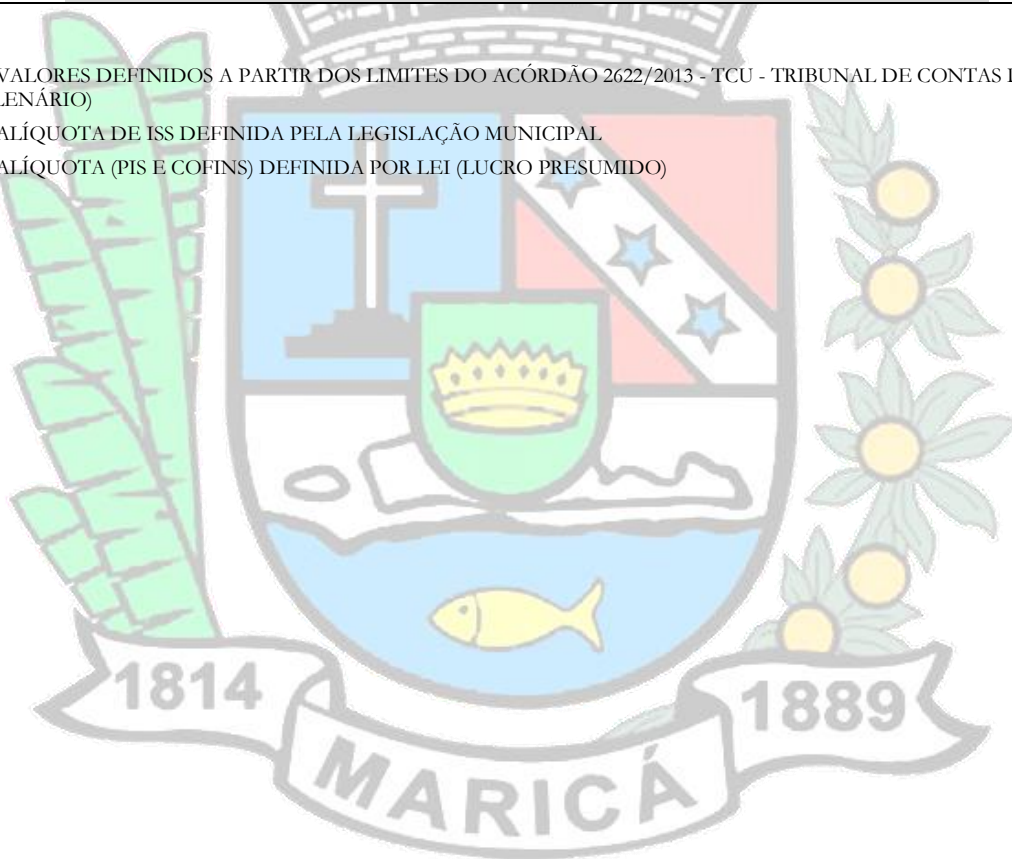 VALORES DEFINIDOS A PARTIR DOS LIMITES DO ACÓRDÃO 2622/2013 - TCU - TRIBUNAL DE CONTAS
LENÁRIO)
ALÍQUOTA DE ISS DEFINIDA PELA LEGISLAÇÃO MUNICIPAL
ALÍQUOTA (PIS E COFINS) DEFINIDA POR LEI (LUCRO PRESUMIDO)
1814
1889
MARICÁ